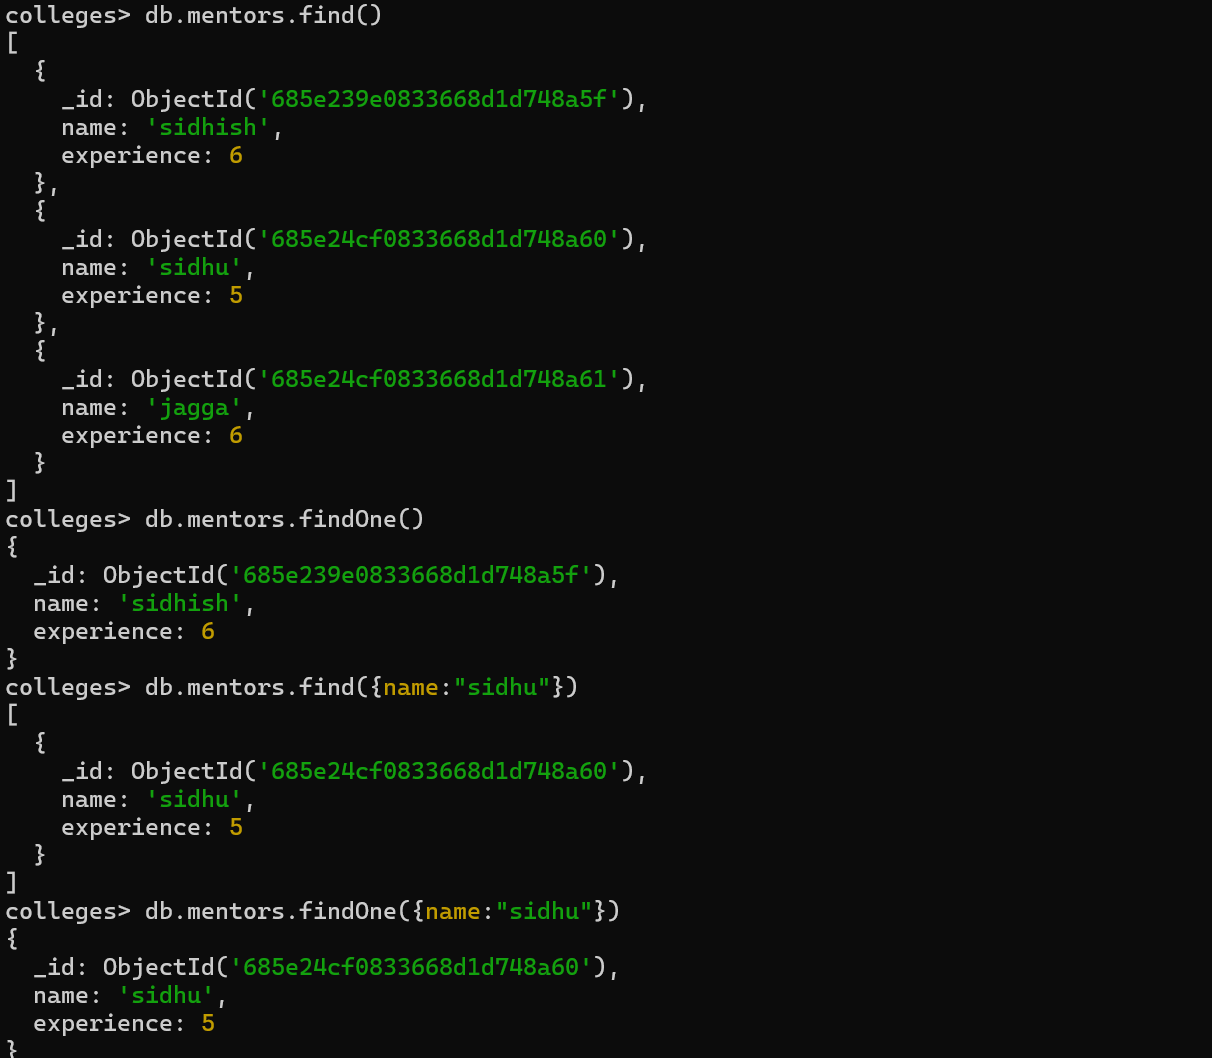 colleges> db.mentors.find()
[
  {
    _id: ObjectId('685e239e0833668d1d748a5f'),
    name: 'sidhish',
    experience: 6
  },
  {
    _id: ObjectId('685e24cf0833668d1d748a60'),
    name: 'sidhu',
    experience: 5
  },
  {
    _id: ObjectId('685e24cf0833668d1d748a61'),
    name: 'jagga',
    experience: 6
  }
]
colleges> db.mentors.findOne()
{
  _id: ObjectId('685e239e0833668d1d748a5f'),
  name: 'sidhish',
  experience: 6
}
colleges> db.mentors.find({name:"sidhu"})
[
  {
    _id: ObjectId('685e24cf0833668d1d748a60'),
    name: 'sidhu',
    experience: 5
  }
]
colleges> db.mentors.findOne({name:"sidhu"})
{
  _id: ObjectId('685e24cf0833668d1d748a60'),
  name: 'sidhu',
  experience: 5
}